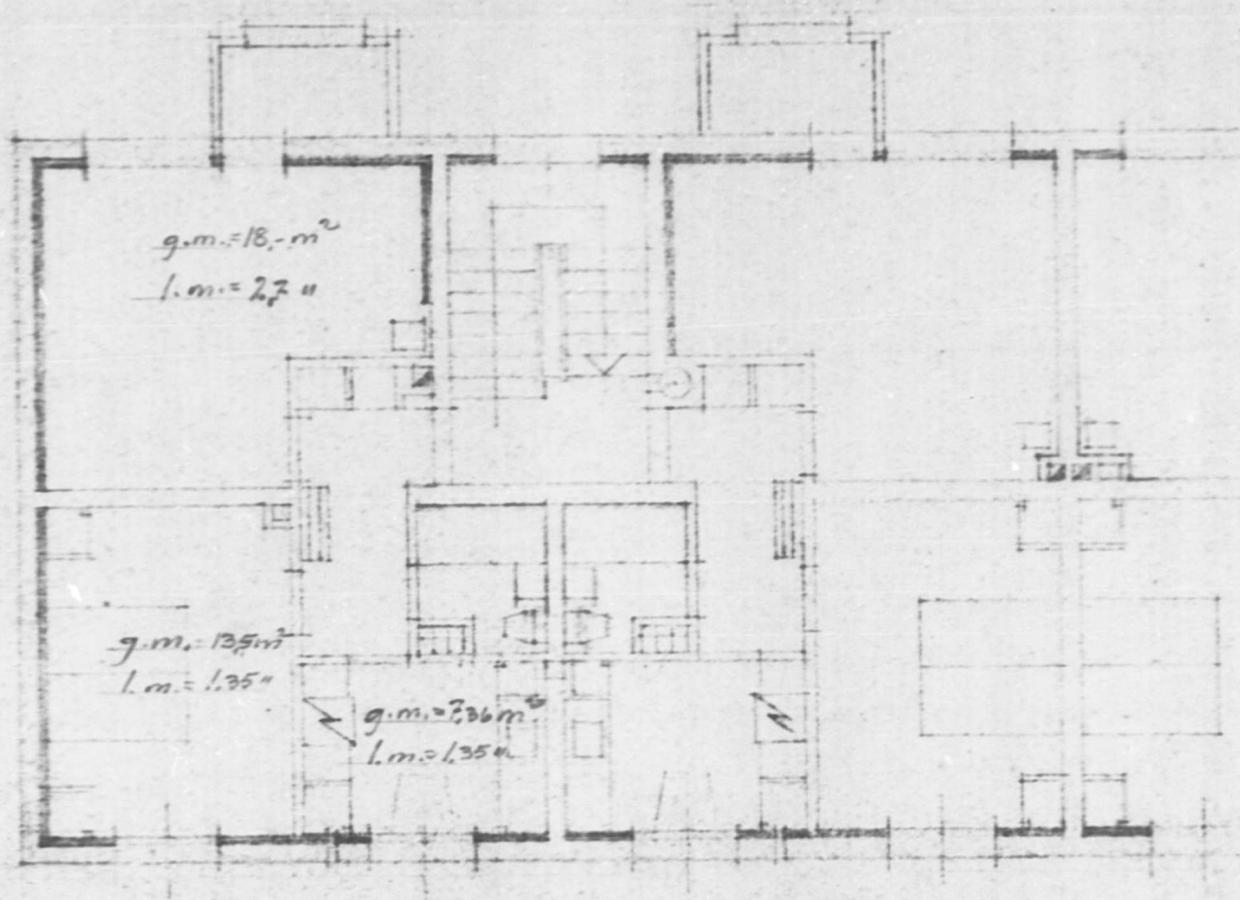 g.m.=18,- m²
l.m.= 2,7 "
g.m.= 13,5m²
l.m.= 1.35"
g.m.=7,36m²
l.m.=1.35"